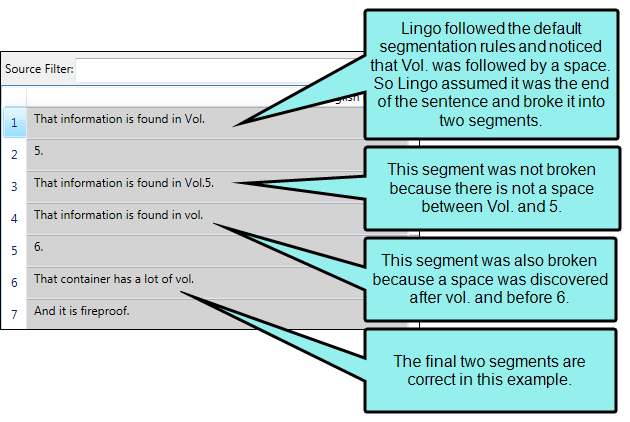 Source Filter:
1 That information is found in Vol.
2 5.
3 That information is found in Vol.5.
4 That information is found in vol.
5 6.
6 That container has a lot of vol.
7 And it is fireproof.
Lingo followed the default
segmentation rules and noticed
that Vol. was followed by a space.
So Lingo assumed it was the end
of the sentence and broke it into
two segments.
This segment was not broken
because there is not a space
between Vol. and 5.
This segment was also broken
because a space was discovered
after vol. and before 6.
The final two segments are
correct in this example.